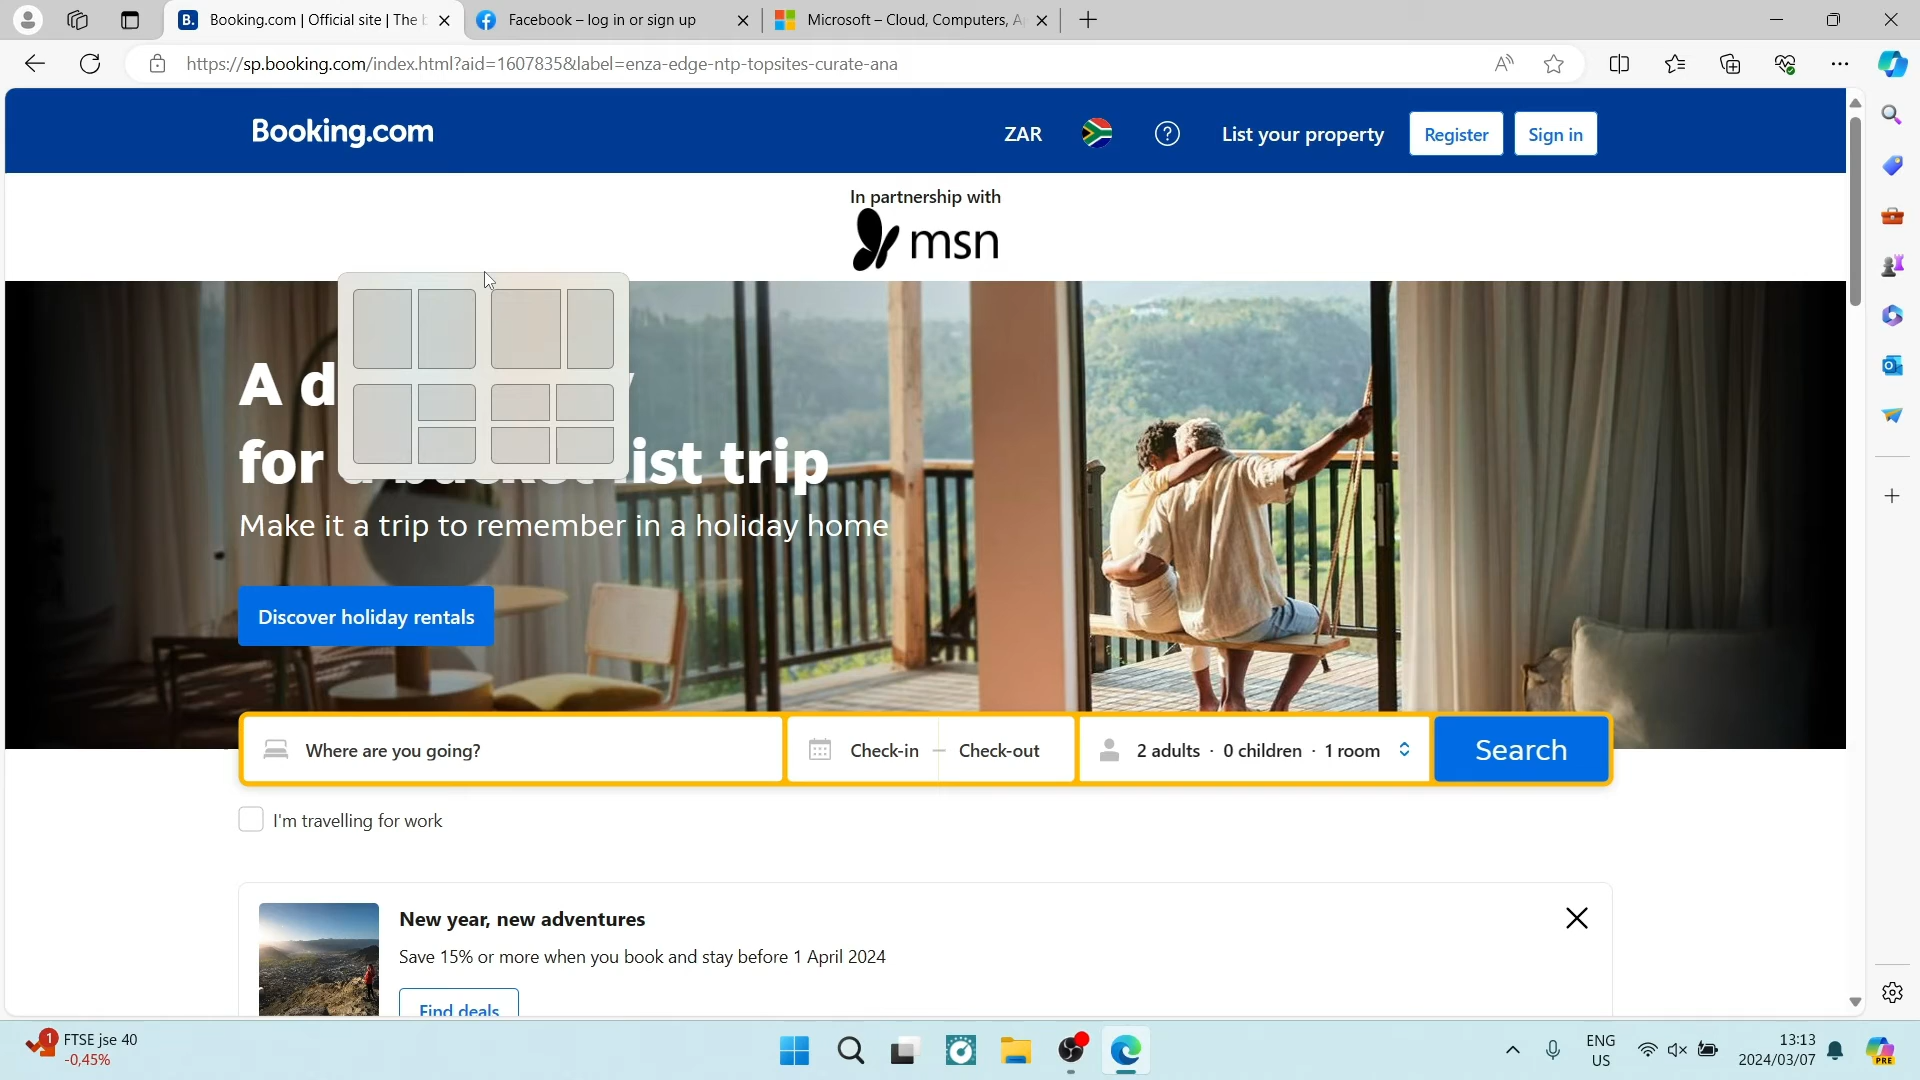 Booking.com | Official site | The b
Facebook – log in or sign up
Microsoft – Cloud, Computers, A
https://sp.booking.com/index.html?aid=1607835&label=enza-edge-ntp-topsites-curate-ana
Booking.com
ZAR
List your property
Register
Sign in
In partnership with
msn
A d
for a bucket list trip
Make it a trip to remember in a holiday home
Discover holiday rentals
Where are you going?
Check-in — Check-out
2 adults · 0 children · 1 room
Search
I'm travelling for work
New year, new adventures
Save 15% or more when you book and stay before 1 April 2024
Find deals
1
FTSE jse 40
-0,45%
ENG
US
13:13
2024/03/07
PRE